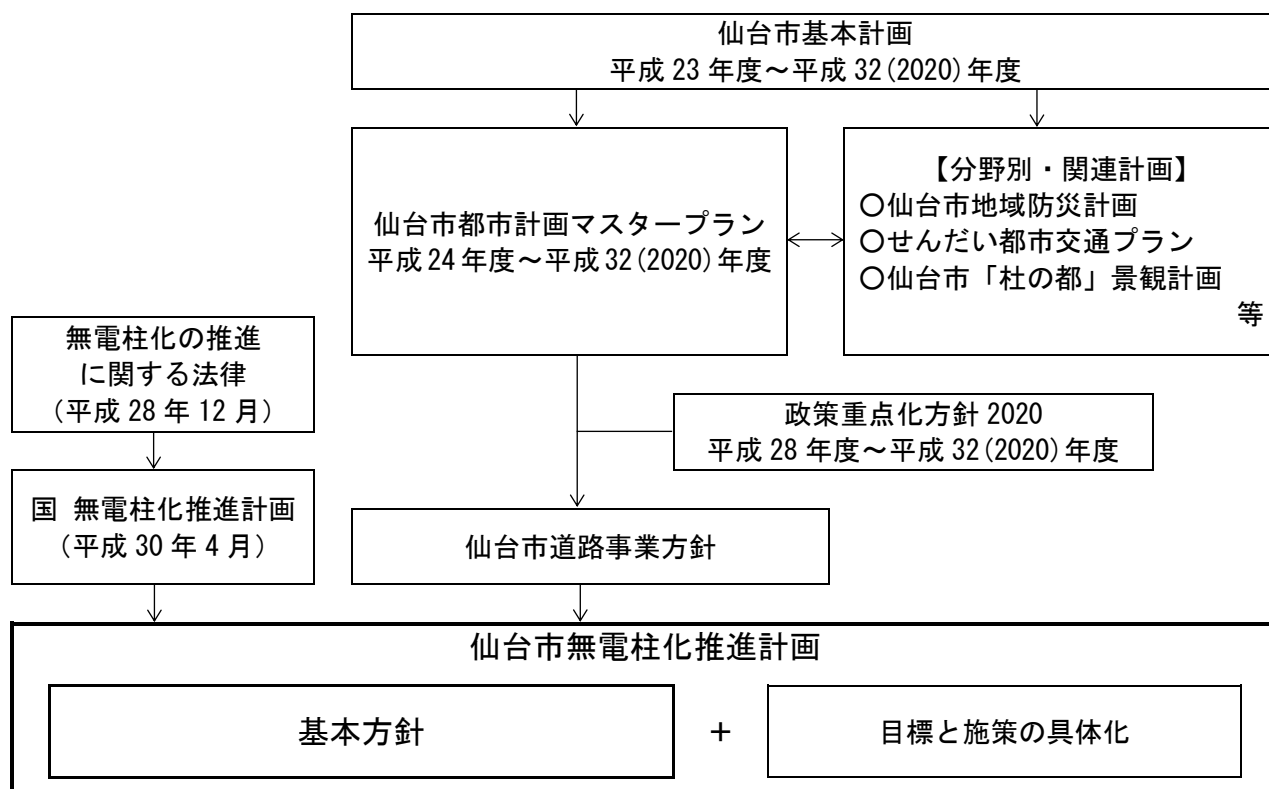 仙台市基本計画
平成 23 年度～平成 32(2020)年度
仙台市都市計画マスタープラン
平成 24 年度～平成 32(2020)年度
【分野別・関連計画】
〇仙台市地域防災計画
〇せんだい都市交通プラン
〇仙台市「杜の都」景観計画
等
無電柱化の推進
に関する法律
（平成 28 年 12 月）
政策重点化方針 2020
平成 28 年度～平成 32(2020)年度
国 無電柱化推進計画
（平成 30 年 4 月）
仙台市道路事業方針
仙台市無電柱化推進計画
基本方針
+
目標と施策の具体化